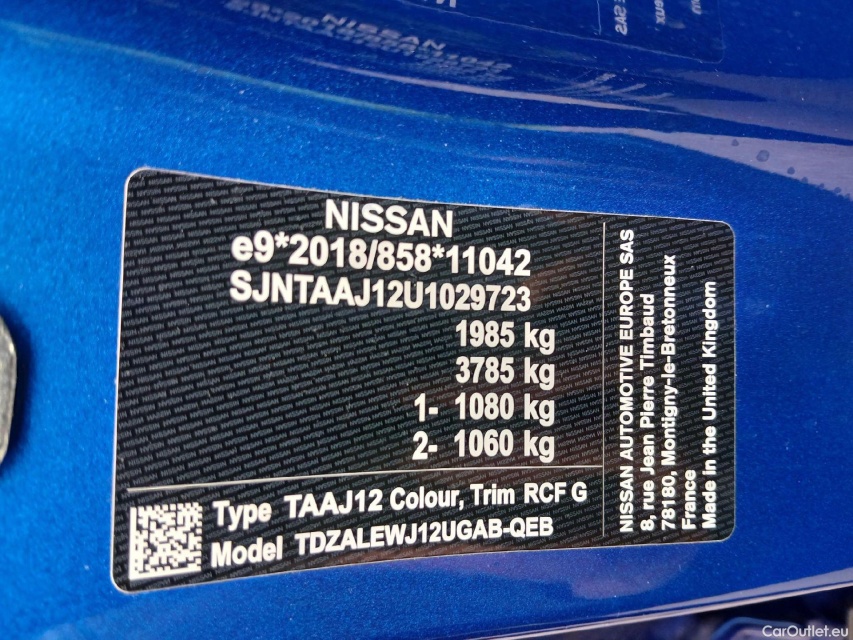 NISSAN
e9*2018/858*11042
SJNTAAJ12U1029723
1985 kg
3785 kg
1- 1080 kg
2- 1060 kg
Type TAAJ12 Colour, Trim RCF G
Model TDZALEWJ12UGAB-QEB
NISSAN AUTOMOTIVE EUROPE SAS
8, rue Jean Pierre Timbaud
78180, Montigny-le-Bretonneux
France
Made in the United Kingdom
CarOutlet.eu